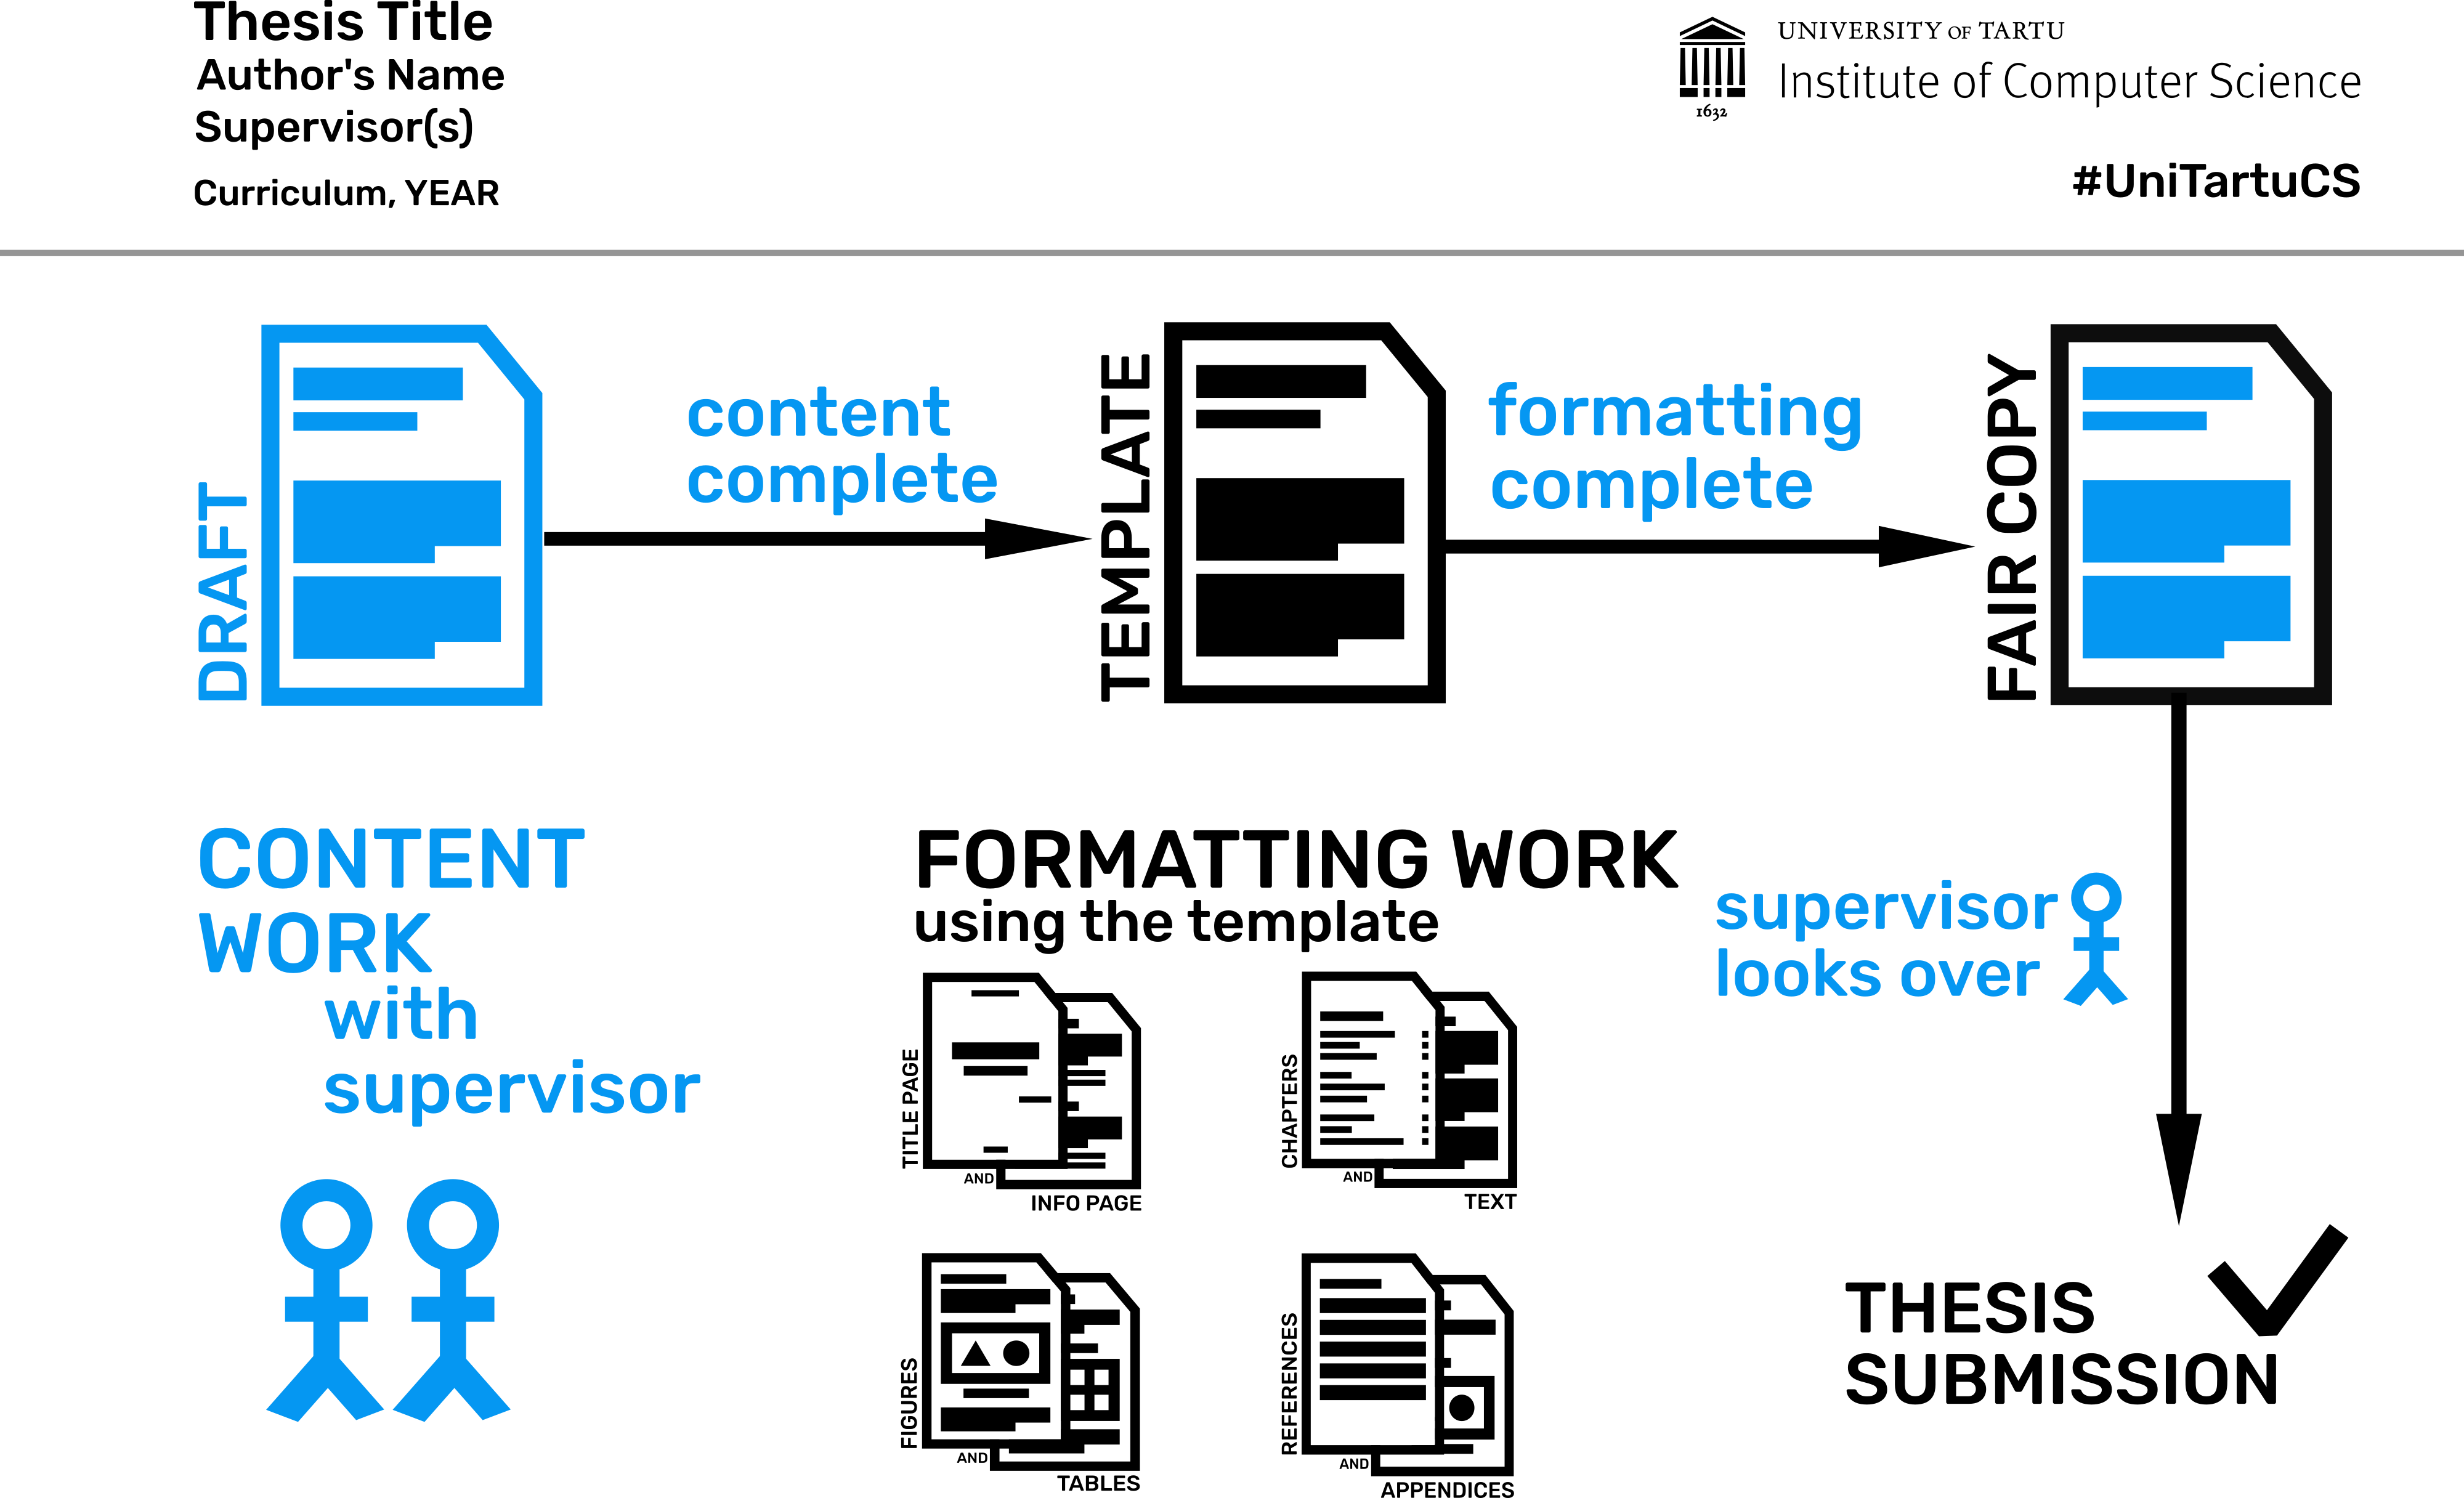 Thesis Title
Author's Name
Supervisor(s)
Curriculum, YEAR
UNIVERSITY OF TARTU
Institute of Computer Science
1632
#UniTartuCS
DRAFT
content
complete
TEMPLATE
formatting
complete
FAIR COPY
CONTENT
WORK
with
supervisor
FORMATTING WORK
using the template
TITLE PAGE
AND
INFO PAGE
CHAPTERS
AND
TEXT
FIGURES
AND
TABLES
REFERENCES
AND
APPENDICES
supervisor
looks over
THESIS
SUBMISSION